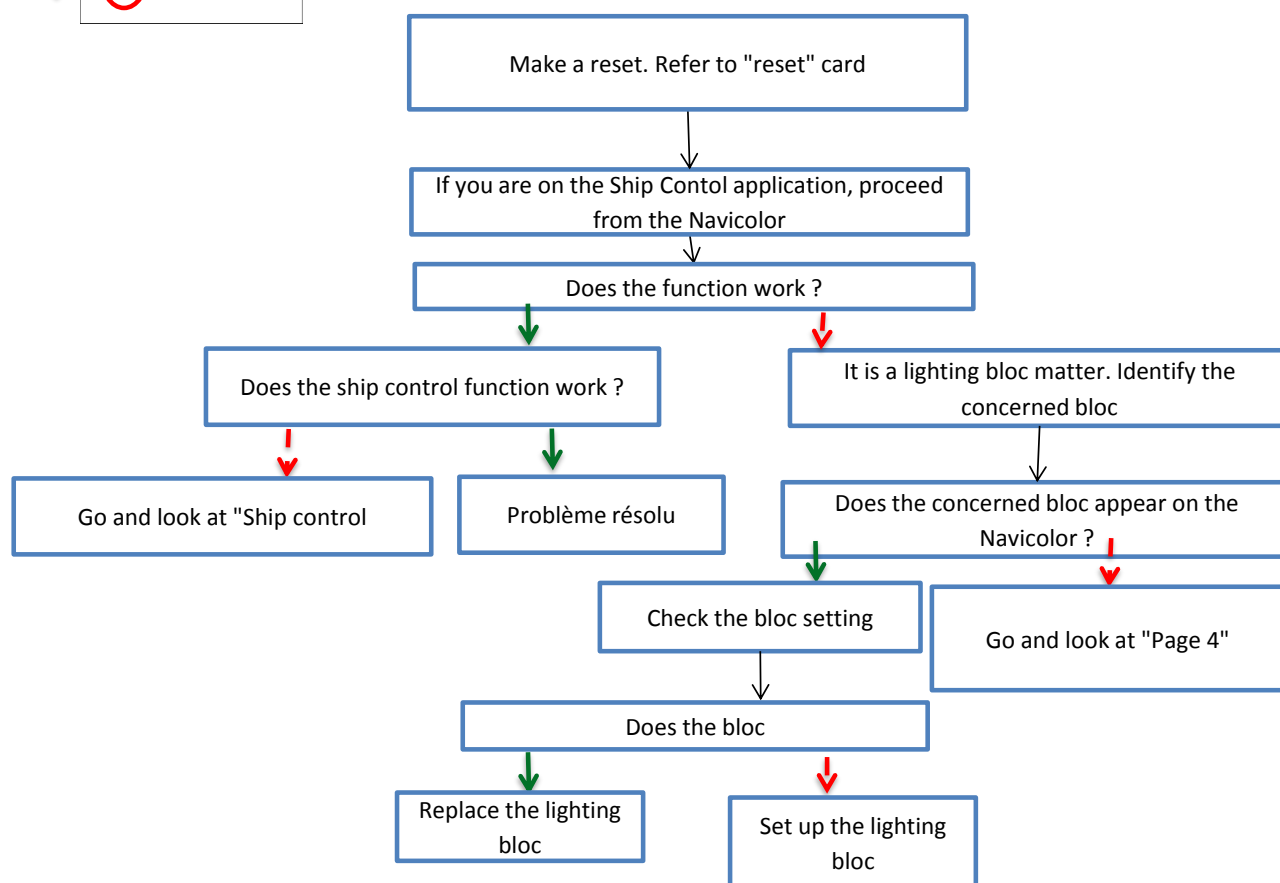 Make a reset. Refer to "reset" card
If you are on the Ship Contol application, proceed
from the Navicolor
Does the function work ?
Does the ship control function work ?
It is a lighting bloc matter. Identify the
concerned bloc
Go and look at "Ship control
Problème résolu
Does the concerned bloc appear on the
Navicolor ?
Check the bloc setting
Go and look at "Page 4"
Does the bloc
Replace the lighting
bloc
Set up the lighting
bloc